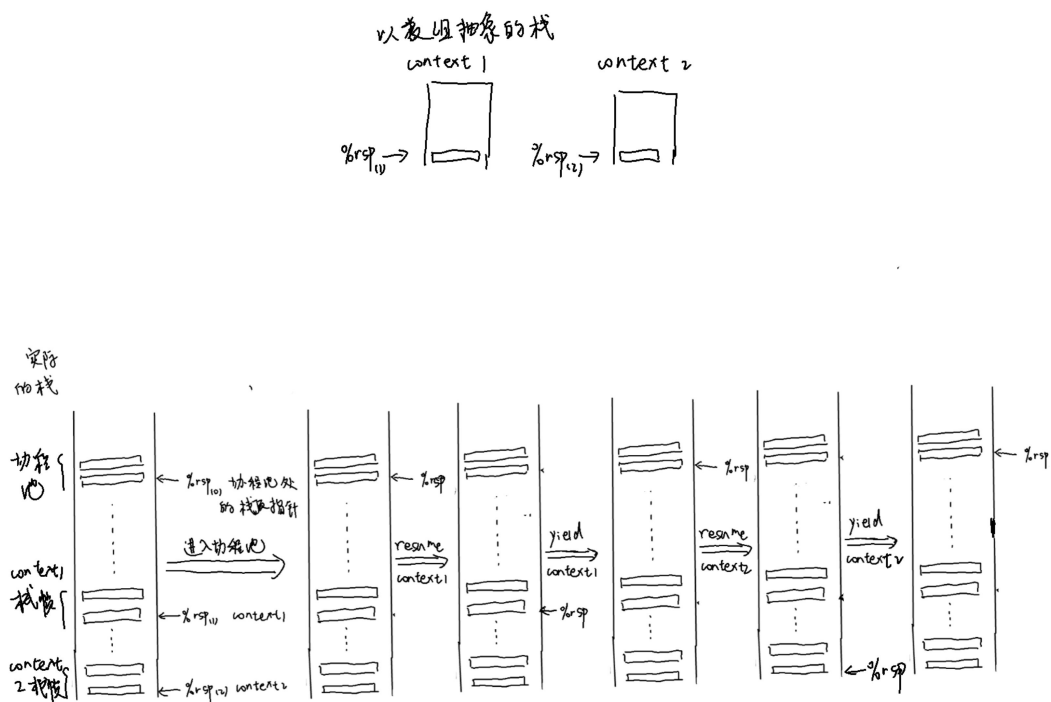 以数组抽象的栈
context 1
context 2
%rsp(1)
%rsp(2)
实际
的栈
协程
池
%rsp(0) 协程池处
的栈顶指针
%rsp
%rsp
%rsp
进入协程池
resume
context1
yield
context1
resume
context2
yield
context2
context1
栈帧
%rsp(1) context1
%rsp
context
2栈帧
%rsp(2) context2
%rsp